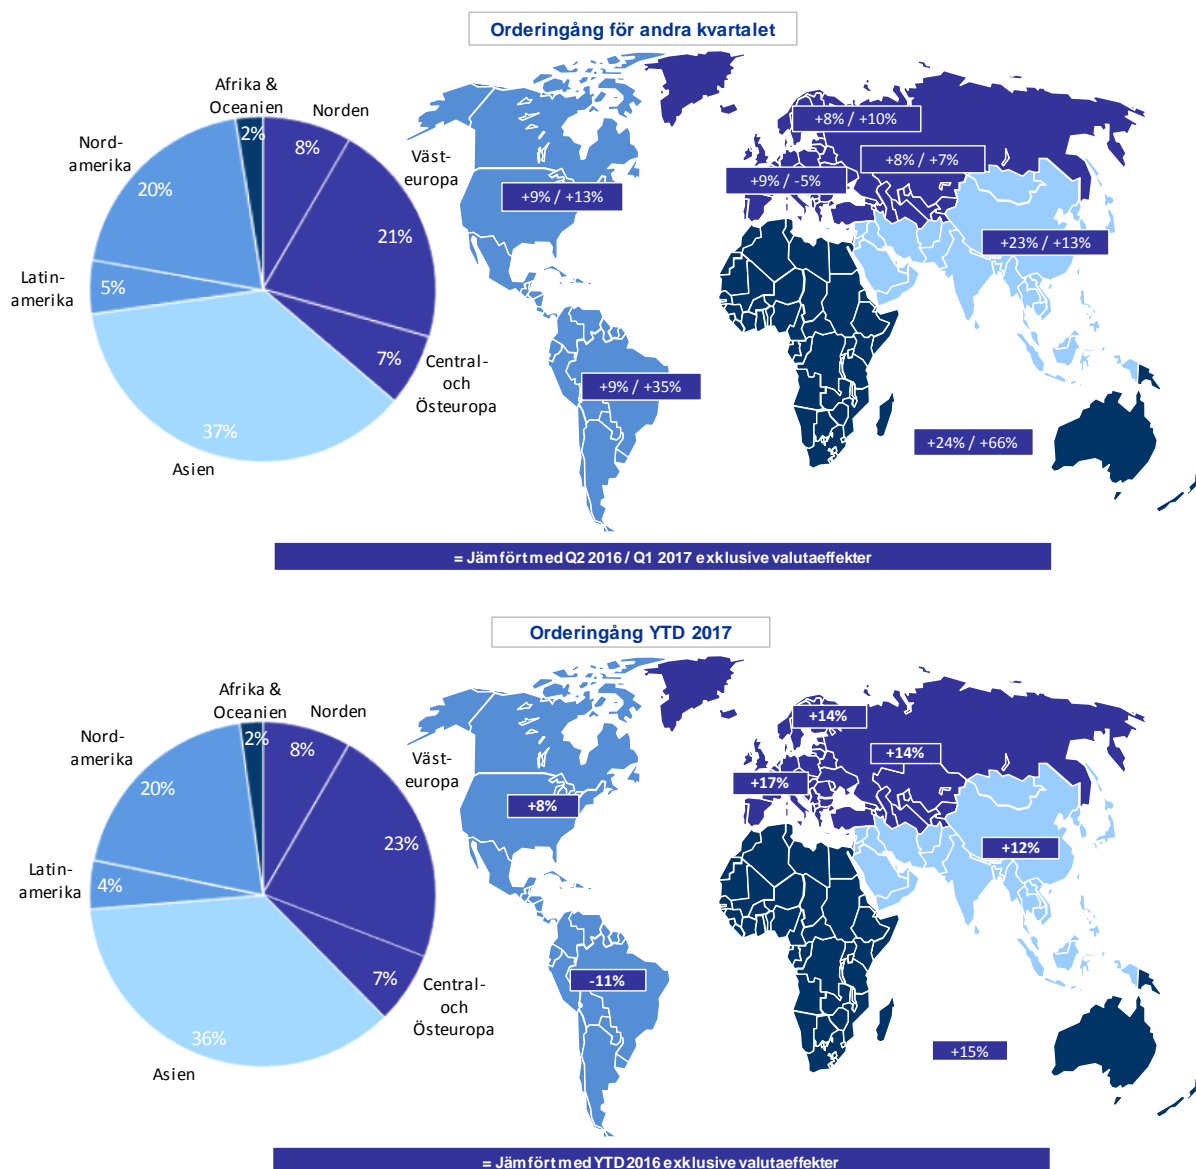 Orderingång för andra kvartalet
Afrika &
Oceanien
2%
Norden
8%
Nord-
amerika
20%
Väst-
europa
21%
Latin-
amerika
5%
7%
Central-
och
Östeuropa
37%
Asien
+8% / +10%
+8% / +7%
+9% / -5%
+9% / +13%
+23% / +13%
+9% / +35%
+24% / +66%
= Jämfört med Q2 2016 / Q1 2017 exklusive valutaeffekter
Orderingång YTD 2017
Afrika &
Oceanien
2%
Norden
8%
Nord-
amerika
20%
Väst-
europa
23%
Latin-
amerika
4%
7%
Central-
och
Östeuropa
36%
Asien
+14%
+14%
+17%
+8%
+12%
-11%
+15%
= Jämfört med YTD 2016 exklusive valutaeffekter